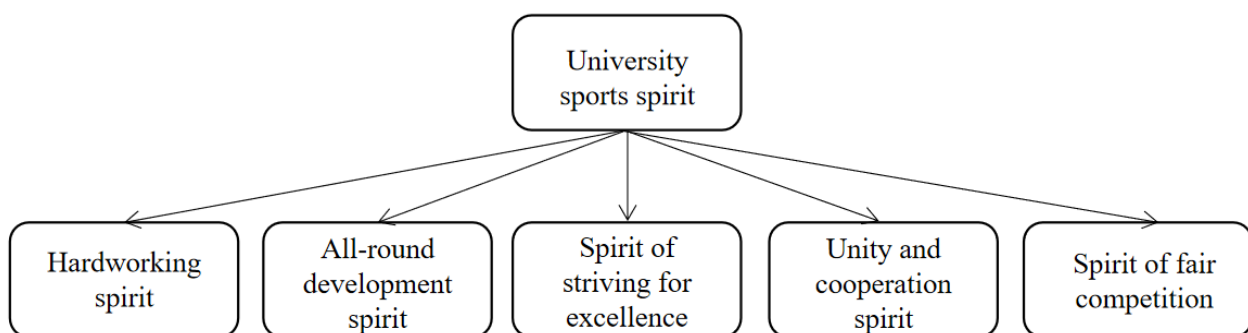 University
sports spirit
Hardworking
spirit
All-round
development
spirit
Spirit of
striving for
excellence
Unity and
cooperation
spirit
Spirit of fair
competition